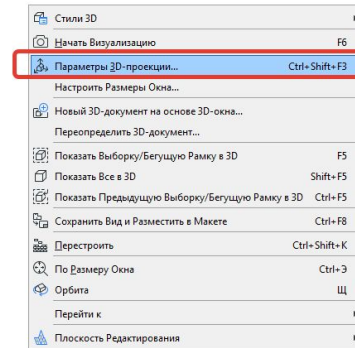 Стили 3D
Начать Визуализацию F6
Параметры 3D-проекции... Ctrl+Shift+F3
Настроить Размеры Окна...
Новый 3D-документ на основе 3D-окна...
Переопределить 3D-документ...
Показать Выборку/Бегущую Рамку в 3D F5
Показать Все в 3D Shift+F5
Показать Предыдущую Выборку/Бегущую Рамку в 3D Ctrl+F5
Сохранить Вид и Разместить в Макете Ctrl+F8
Перестроить Ctrl+Shift+K
По Размеру Окна Ctrl+Э
Орбита Щ
Перейти к
Плоскость Редактирования